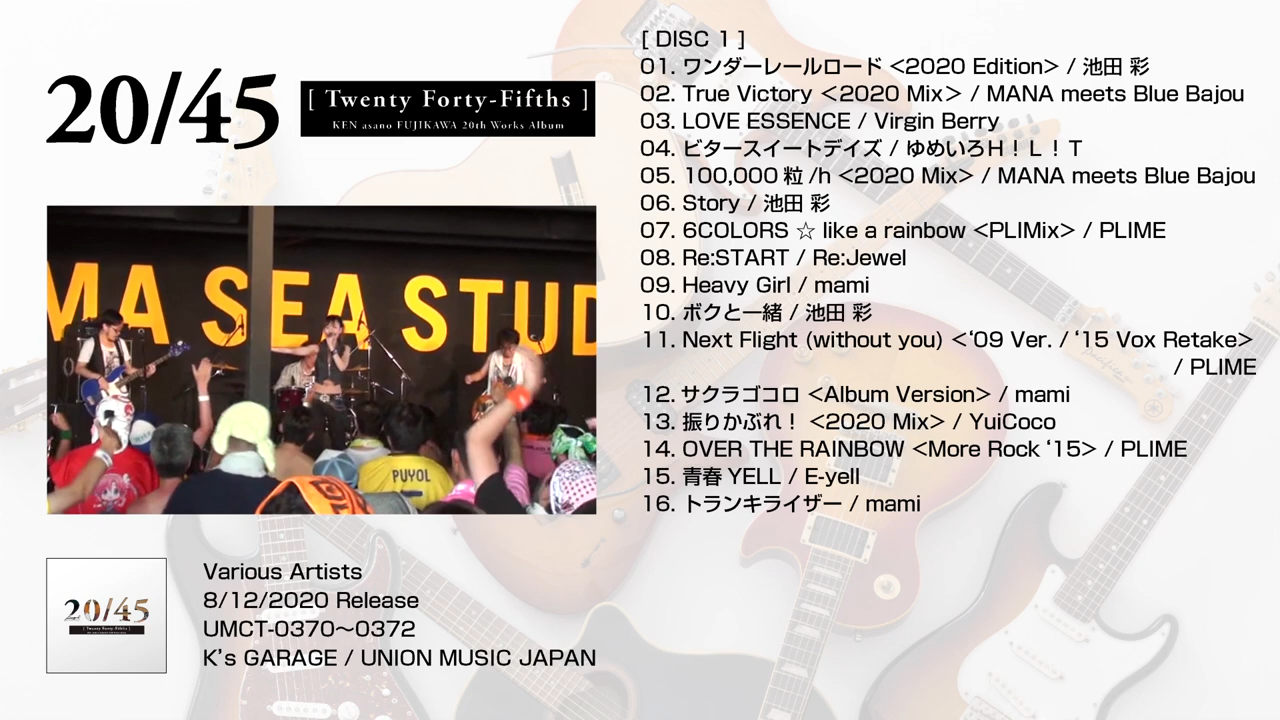 20/45
[ Twenty Forty-Fifths ]
KEN asano FUJIKAWA 20th Works Album
MA SEA STUD
PUYOL
20/45
[ Twenty Forty-Fifths ]
Various Artists
8/12/2020 Release
UMCT-0370〜0372
K's GARAGE / UNION MUSIC JAPAN
[ DISC 1 ]
01. ワンダーレールロード <2020 Edition> / 池田 彩
02. True Victory <2020 Mix> / MANA meets Blue Bajou
03. LOVE ESSENCE / Virgin Berry
04. ビタースイートデイズ / ゆめいろＨ！Ｌ！Ｔ
05. 100,000 粒 /h <2020 Mix> / MANA meets Blue Bajou
06. Story / 池田 彩
07. 6COLORS ☆ like a rainbow <PLIMix> / PLIME
08. Re:START / Re:Jewel
09. Heavy Girl / mami
10. ボクと一緒 / 池田 彩
11. Next Flight (without you) <‘09 Ver. / ‘15 Vox Retake>
/ PLIME
12. サクラゴコロ <Album Version> / mami
13. 振りかぶれ！ <2020 Mix> / YuiCoco
14. OVER THE RAINBOW <More Rock ‘15> / PLIME
15. 青春 YELL / E-yell
16. トランキライザー / mami